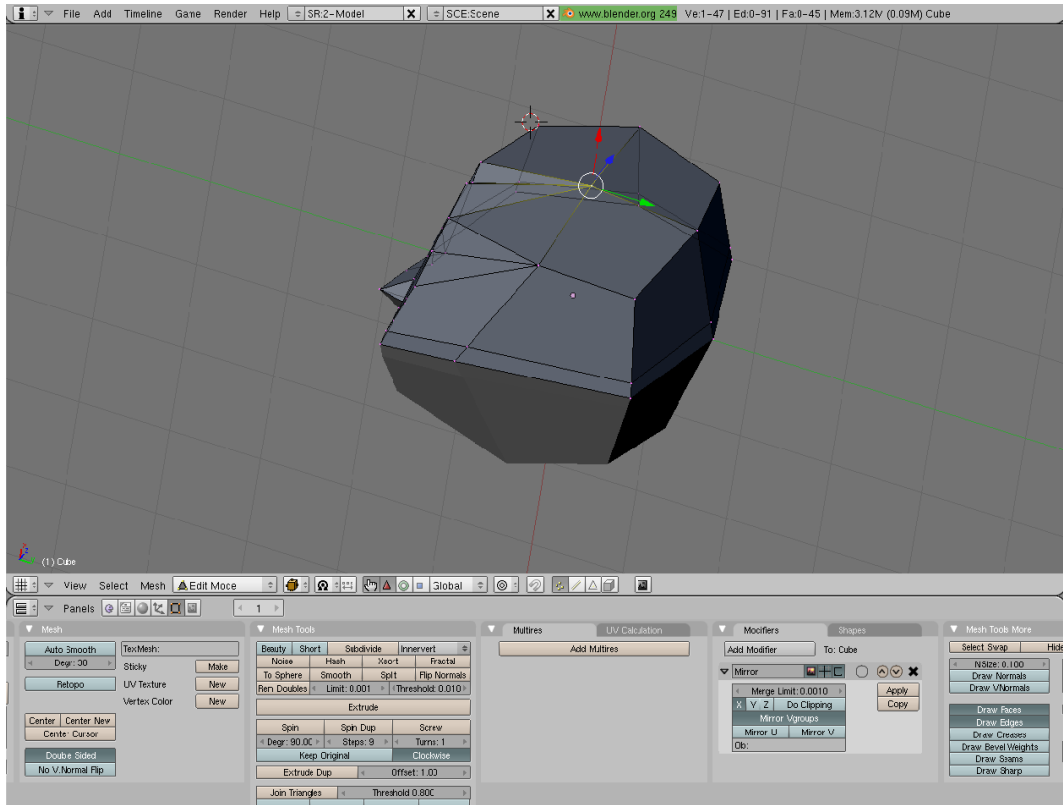 File Add Timeline Game Render Help SR:2-Model X SCE:Scene X www.blender.org 249 Ve:1-47 | Ed:0-91 | Fa:0-45 | Mem:3.12M (0.09M) Cube
(1) Cube
View Select Mesh Edit Mode Global
Panels 1
Mesh
Auto Smooth
Degr: 30
Retopo
Center Center New
Center Cursor
Double Sided
No V.Normal Flip
TexMesh:
Sticky Make
UV Texture New
Vertex Color New
Mesh Tools
Beauty Short Subdivide Innervert
Noise Hash Xsort Fractal
To Sphere Smooth Split Flip Normals
Rem Doubles Limit: 0.001 Threshold: 0.010
Extrude
Spin Spin Dup Screw
Degr: 90.00 Steps: 9 Turns: 1
Keep Original Clockwise
Extrude Dup Offset: 1.00
Join Triangles Threshold 0.800
Multires UV Calculation
Add Multires
Modifiers Shapes
Add Modifier To: Cube
Mirror
Merge Limit: 0.0010 Apply
X Y Z Do Clipping Copy
Mirror Vgroups
Mirror U Mirror V
Ob:
Mesh Tools More
Select Swap Hide
NSize: 0.100
Draw Normals
Draw VNormals
Draw Faces
Draw Edges
Draw Creases
Draw Bevel Weights
Draw Seams
Draw Sharp